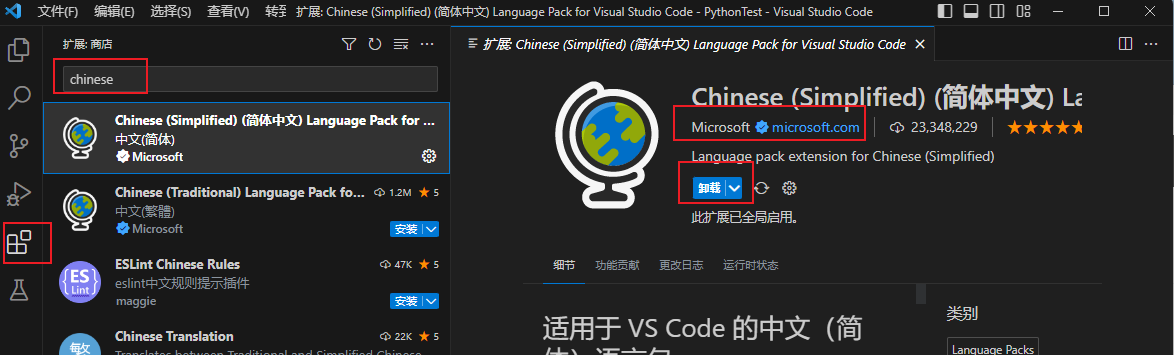 文件(F) 编辑(E) 选择(S) 查看(V) 转到 扩展: Chinese (Simplified) (简体中文) Language Pack for Visual Studio Code - PythonTest - Visual Studio Code
扩展: 商店
chinese
Chinese (Simplified) (简体中文) Language Pack for ...
中文(简体)
Microsoft
Chinese (Traditional) Language Pack fo... 1.2M 5
中文(繁體)
Microsoft 安装
ES Lint
ESLint Chinese Rules 47K 5
eslint中文规则提示插件
maggie 安装
繁
Chinese Translation 22K 5
Translates between Traditional and Simplified Chinese
扩展: Chinese (Simplified) (简体中文) Language Pack for Visual Studio Code
Chinese (Simplified) (简体中文) La
Microsoft microsoft.com 23,348,229
Language pack extension for Chinese (Simplified)
卸载
此扩展已全局启用。
细节 功能贡献 更改日志 运行时状态
适用于 VS Code 的中文（简
体）语言包
类别
Language Packs